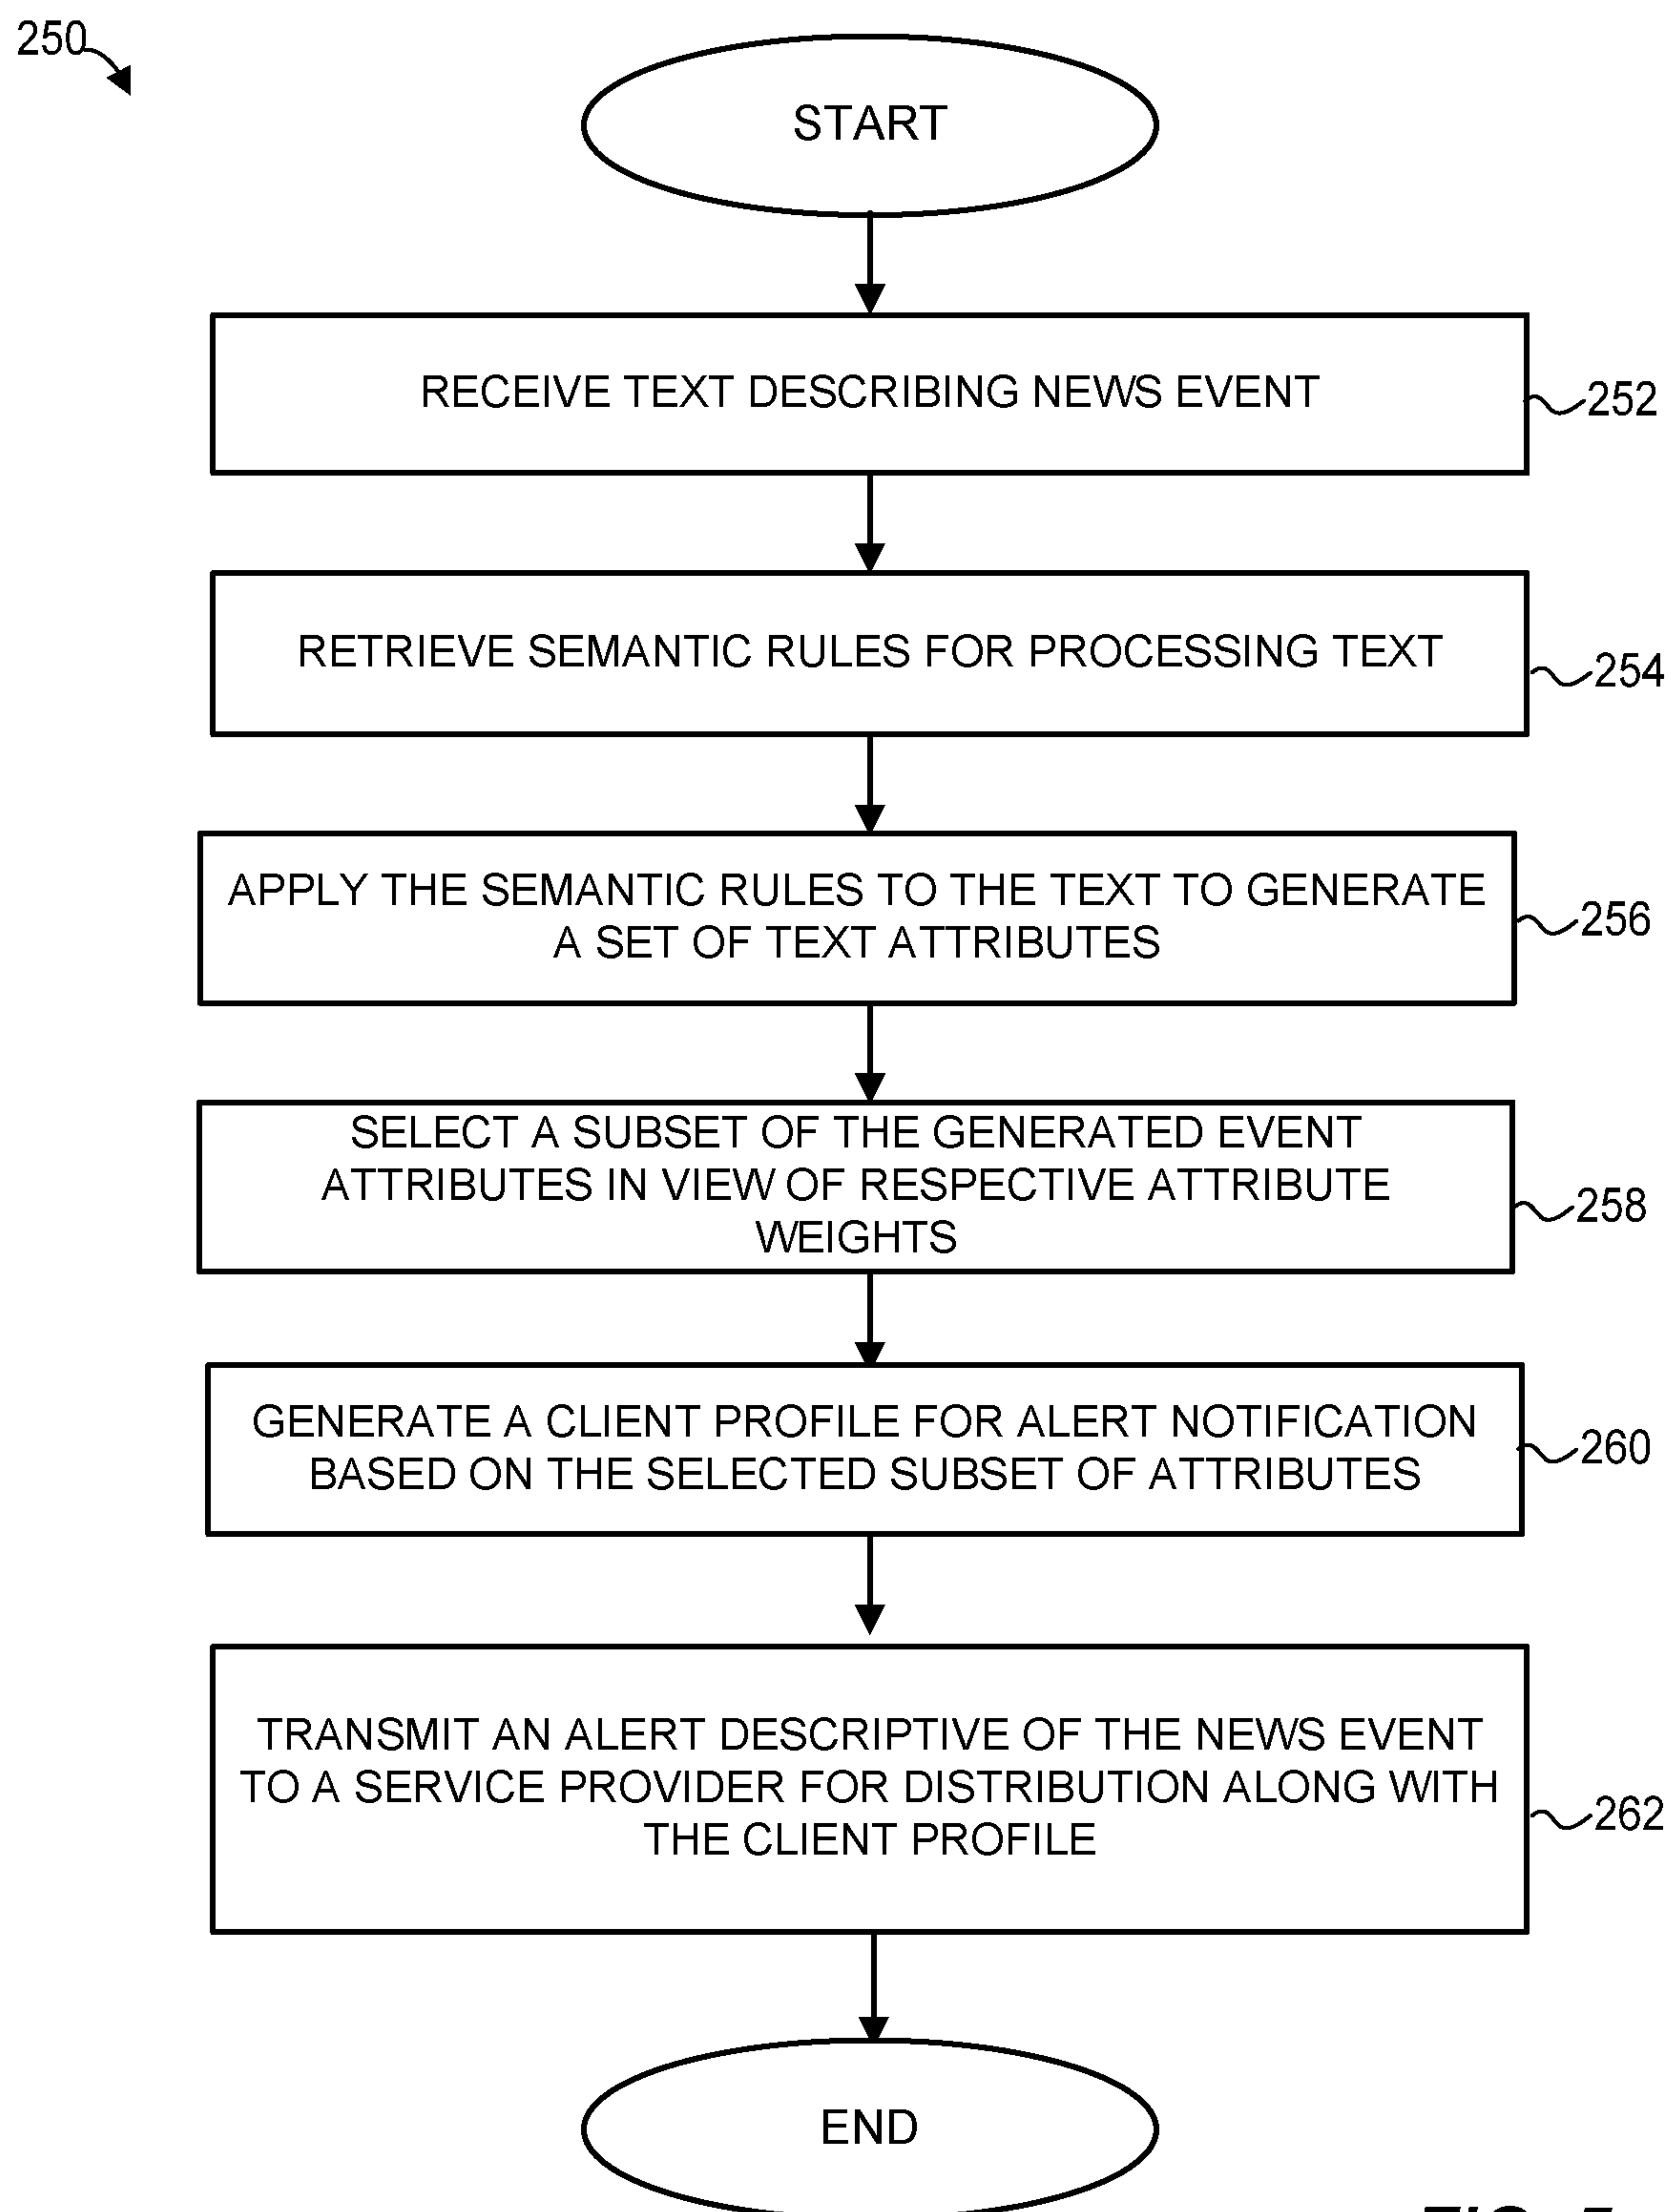 250
START
RECEIVE TEXT DESCRIBING NEWS EVENT
252
RETRIEVE SEMANTIC RULES FOR PROCESSING TEXT
254
APPLY THE SEMANTIC RULES TO THE TEXT TO GENERATE
A SET OF TEXT ATTRIBUTES
256
SELECT A SUBSET OF THE GENERATED EVENT
ATTRIBUTES IN VIEW OF RESPECTIVE ATTRIBUTE
WEIGHTS
258
GENERATE A CLIENT PROFILE FOR ALERT NOTIFICATION
BASED ON THE SELECTED SUBSET OF ATTRIBUTES
260
TRANSMIT AN ALERT DESCRIPTIVE OF THE NEWS EVENT
TO A SERVICE PROVIDER FOR DISTRIBUTION ALONG WITH
THE CLIENT PROFILE
262
END